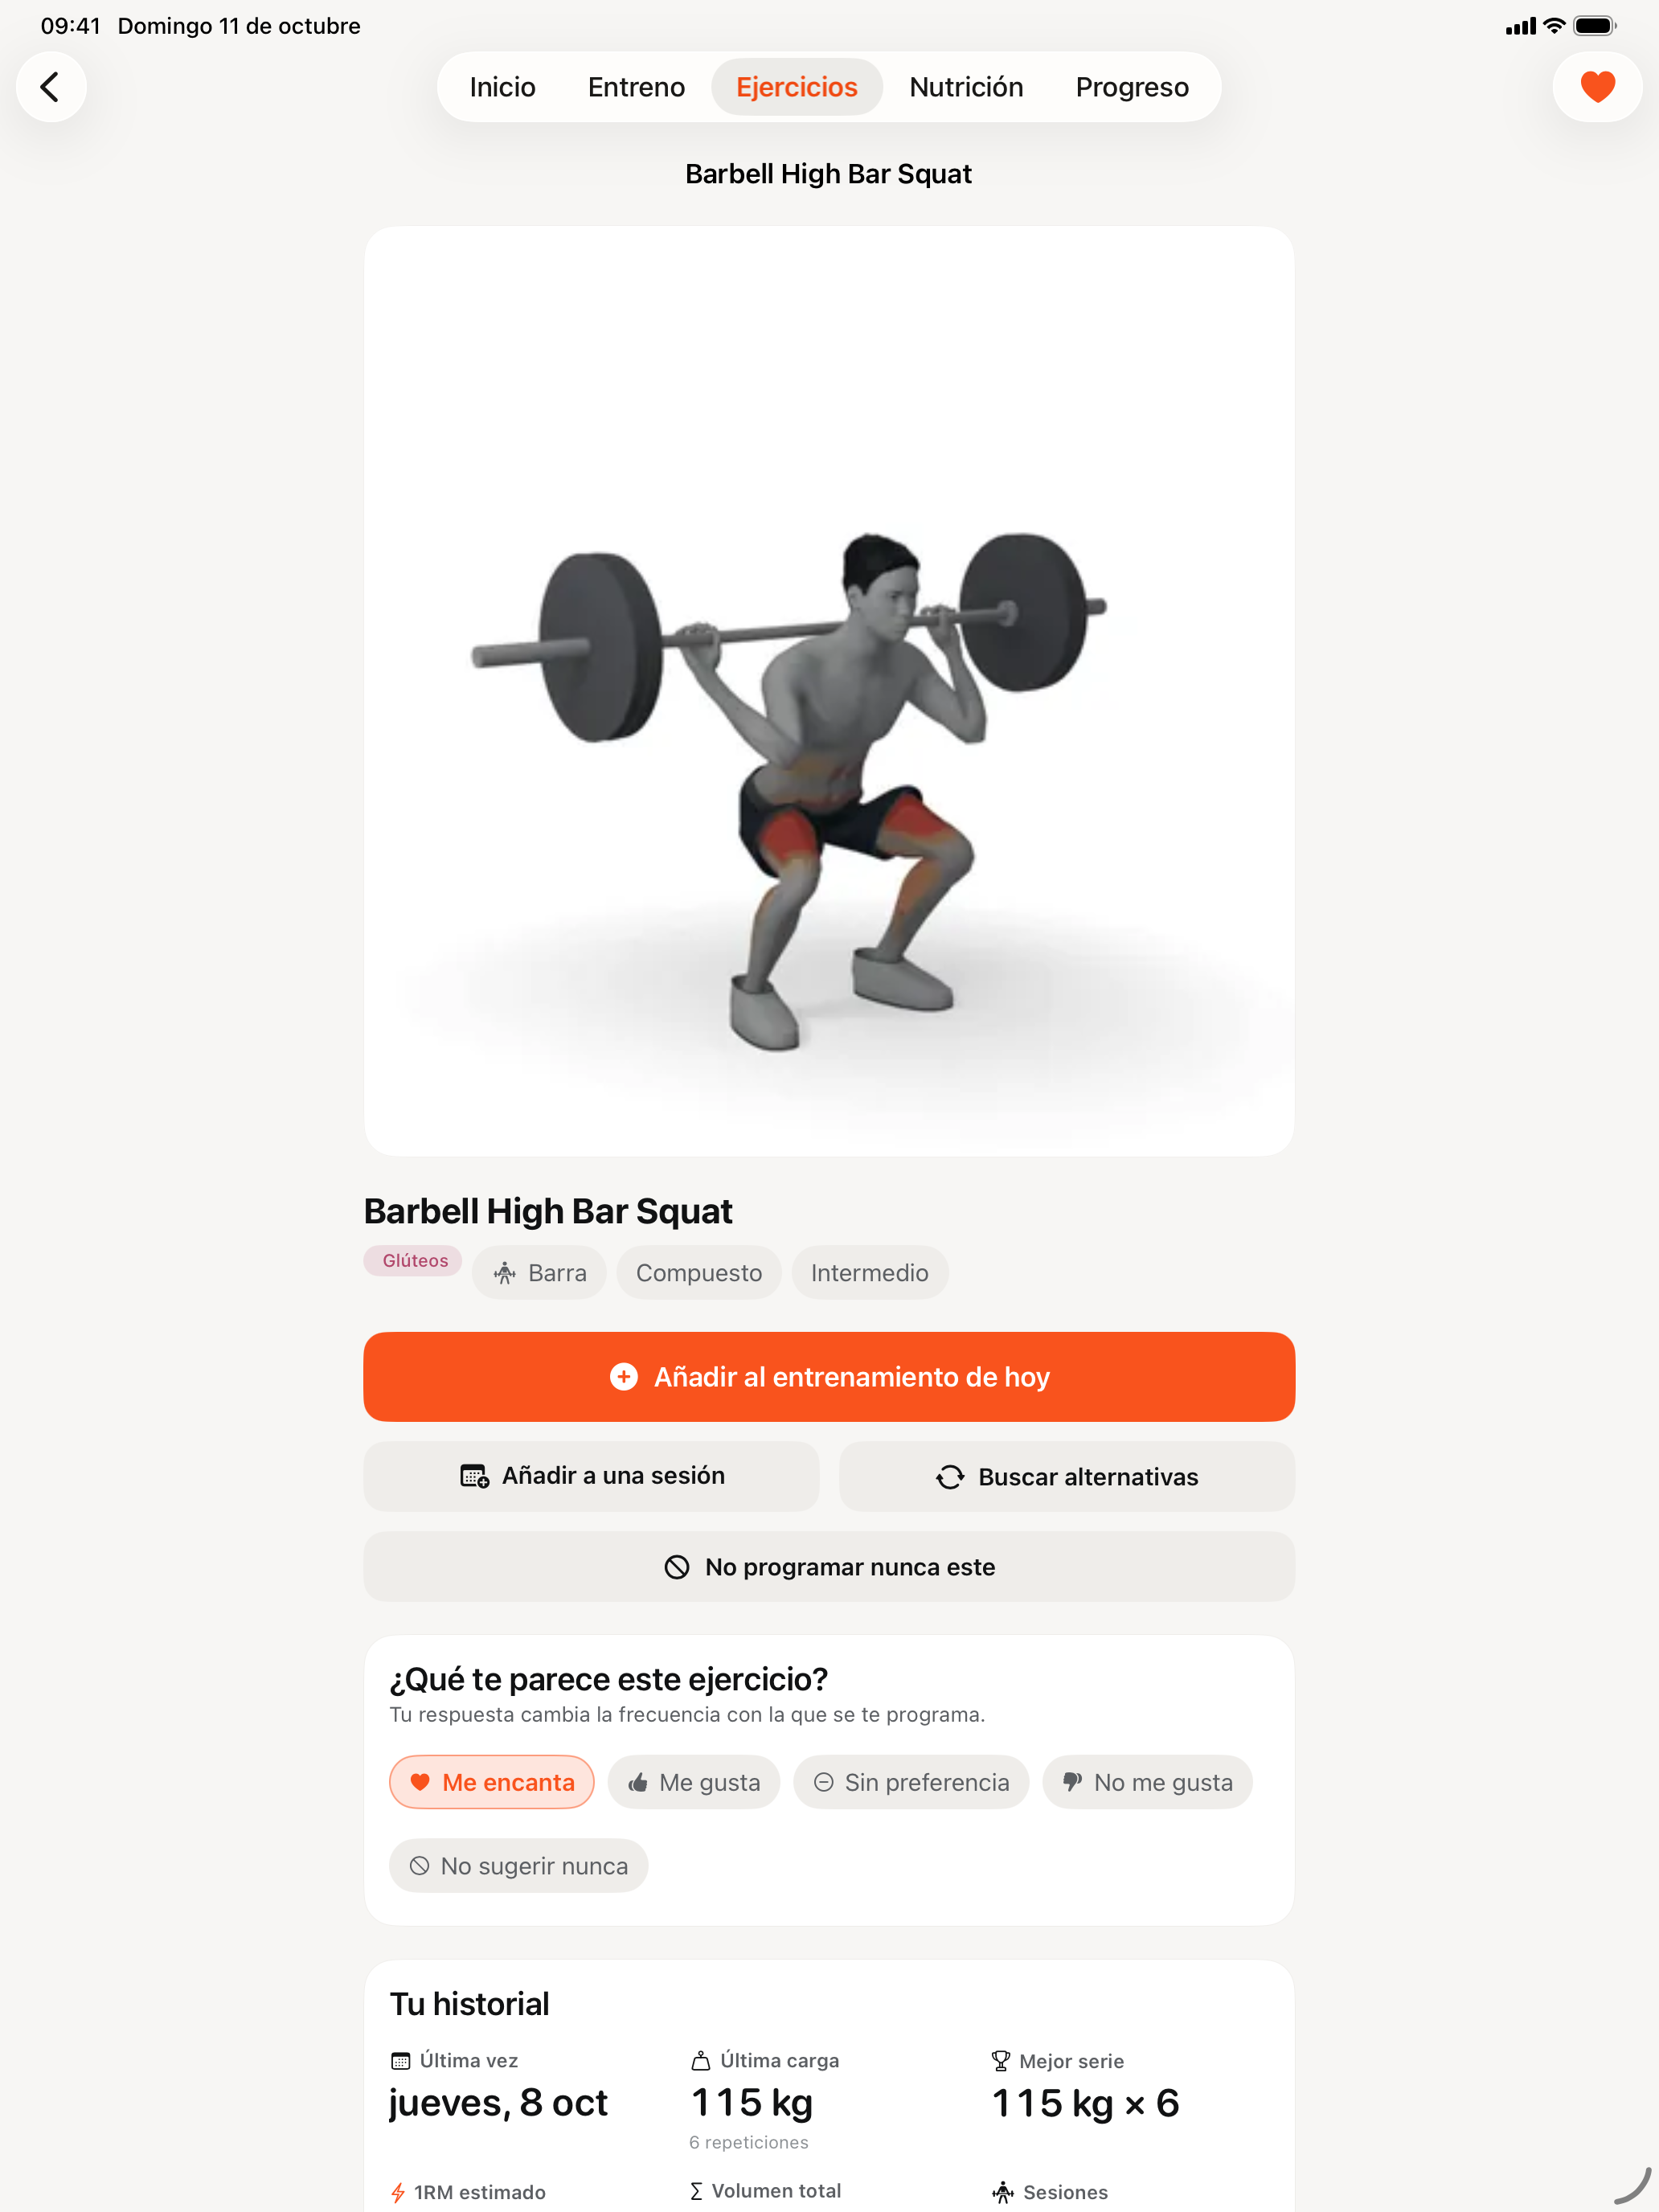 09:41 Domingo 11 de octubre
Inicio Entreno Ejercicios Nutrición Progreso
Barbell High Bar Squat
Barbell High Bar Squat
Glúteos Barra Compuesto Intermedio
Añadir al entrenamiento de hoy
Añadir a una sesión Buscar alternativas
No programar nunca este
¿Qué te parece este ejercicio?
Tu respuesta cambia la frecuencia con la que se te programa.
Me encanta Me gusta Sin preferencia No me gusta
No sugerir nunca
Tu historial
Última vez Última carga Mejor serie
jueves, 8 oct 115 kg 115 kg × 6
6 repeticiones
1RM estimado Volumen total Sesiones